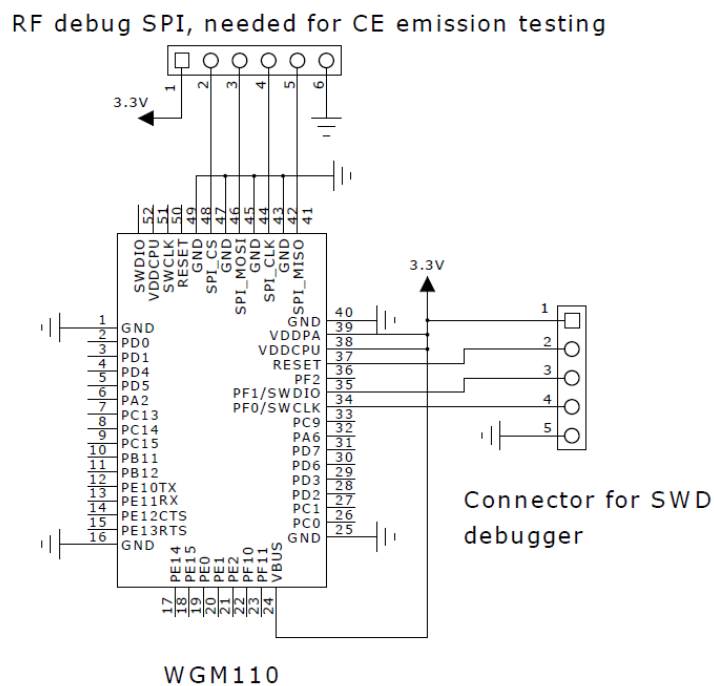 RF debug SPI, needed for CE emission testing
1 2 3 4 5 6
3.3V
52 51 50 49 48 47 46 45 44 43 42 41
SWDIO VDDCPU SWCLK RESET GND SPI_CS GND SPI_MOSI GND SPI_CLK GND SPI_MISO
3.3V
1 GND
2 PD0
3 PD1
4 PD4
5 PD5
6 PA2
7 PC13
8 PC14
9 PC15
10 PB11
11 PB12
12 PE10TX
13 PE11RX
14 PE12CTS
15 PE13RTS
16 GND
GND 40
VDDPA 39
VDDCPU 38
RESET 37
PF2 36
PF1/SWDIO 35
PF0/SWCLK 34
PC9 33
PA6 32
PD7 31
PD6 30
PD3 29
PD2 28
PC1 27
PC0 26
GND 25
1
2
3
4
5
Connector for SWD
debugger
PE14 PE15 PE0 PE1 PE2 PF10 PF11 VBUS
17 18 19 20 21 22 23 24
WGM110